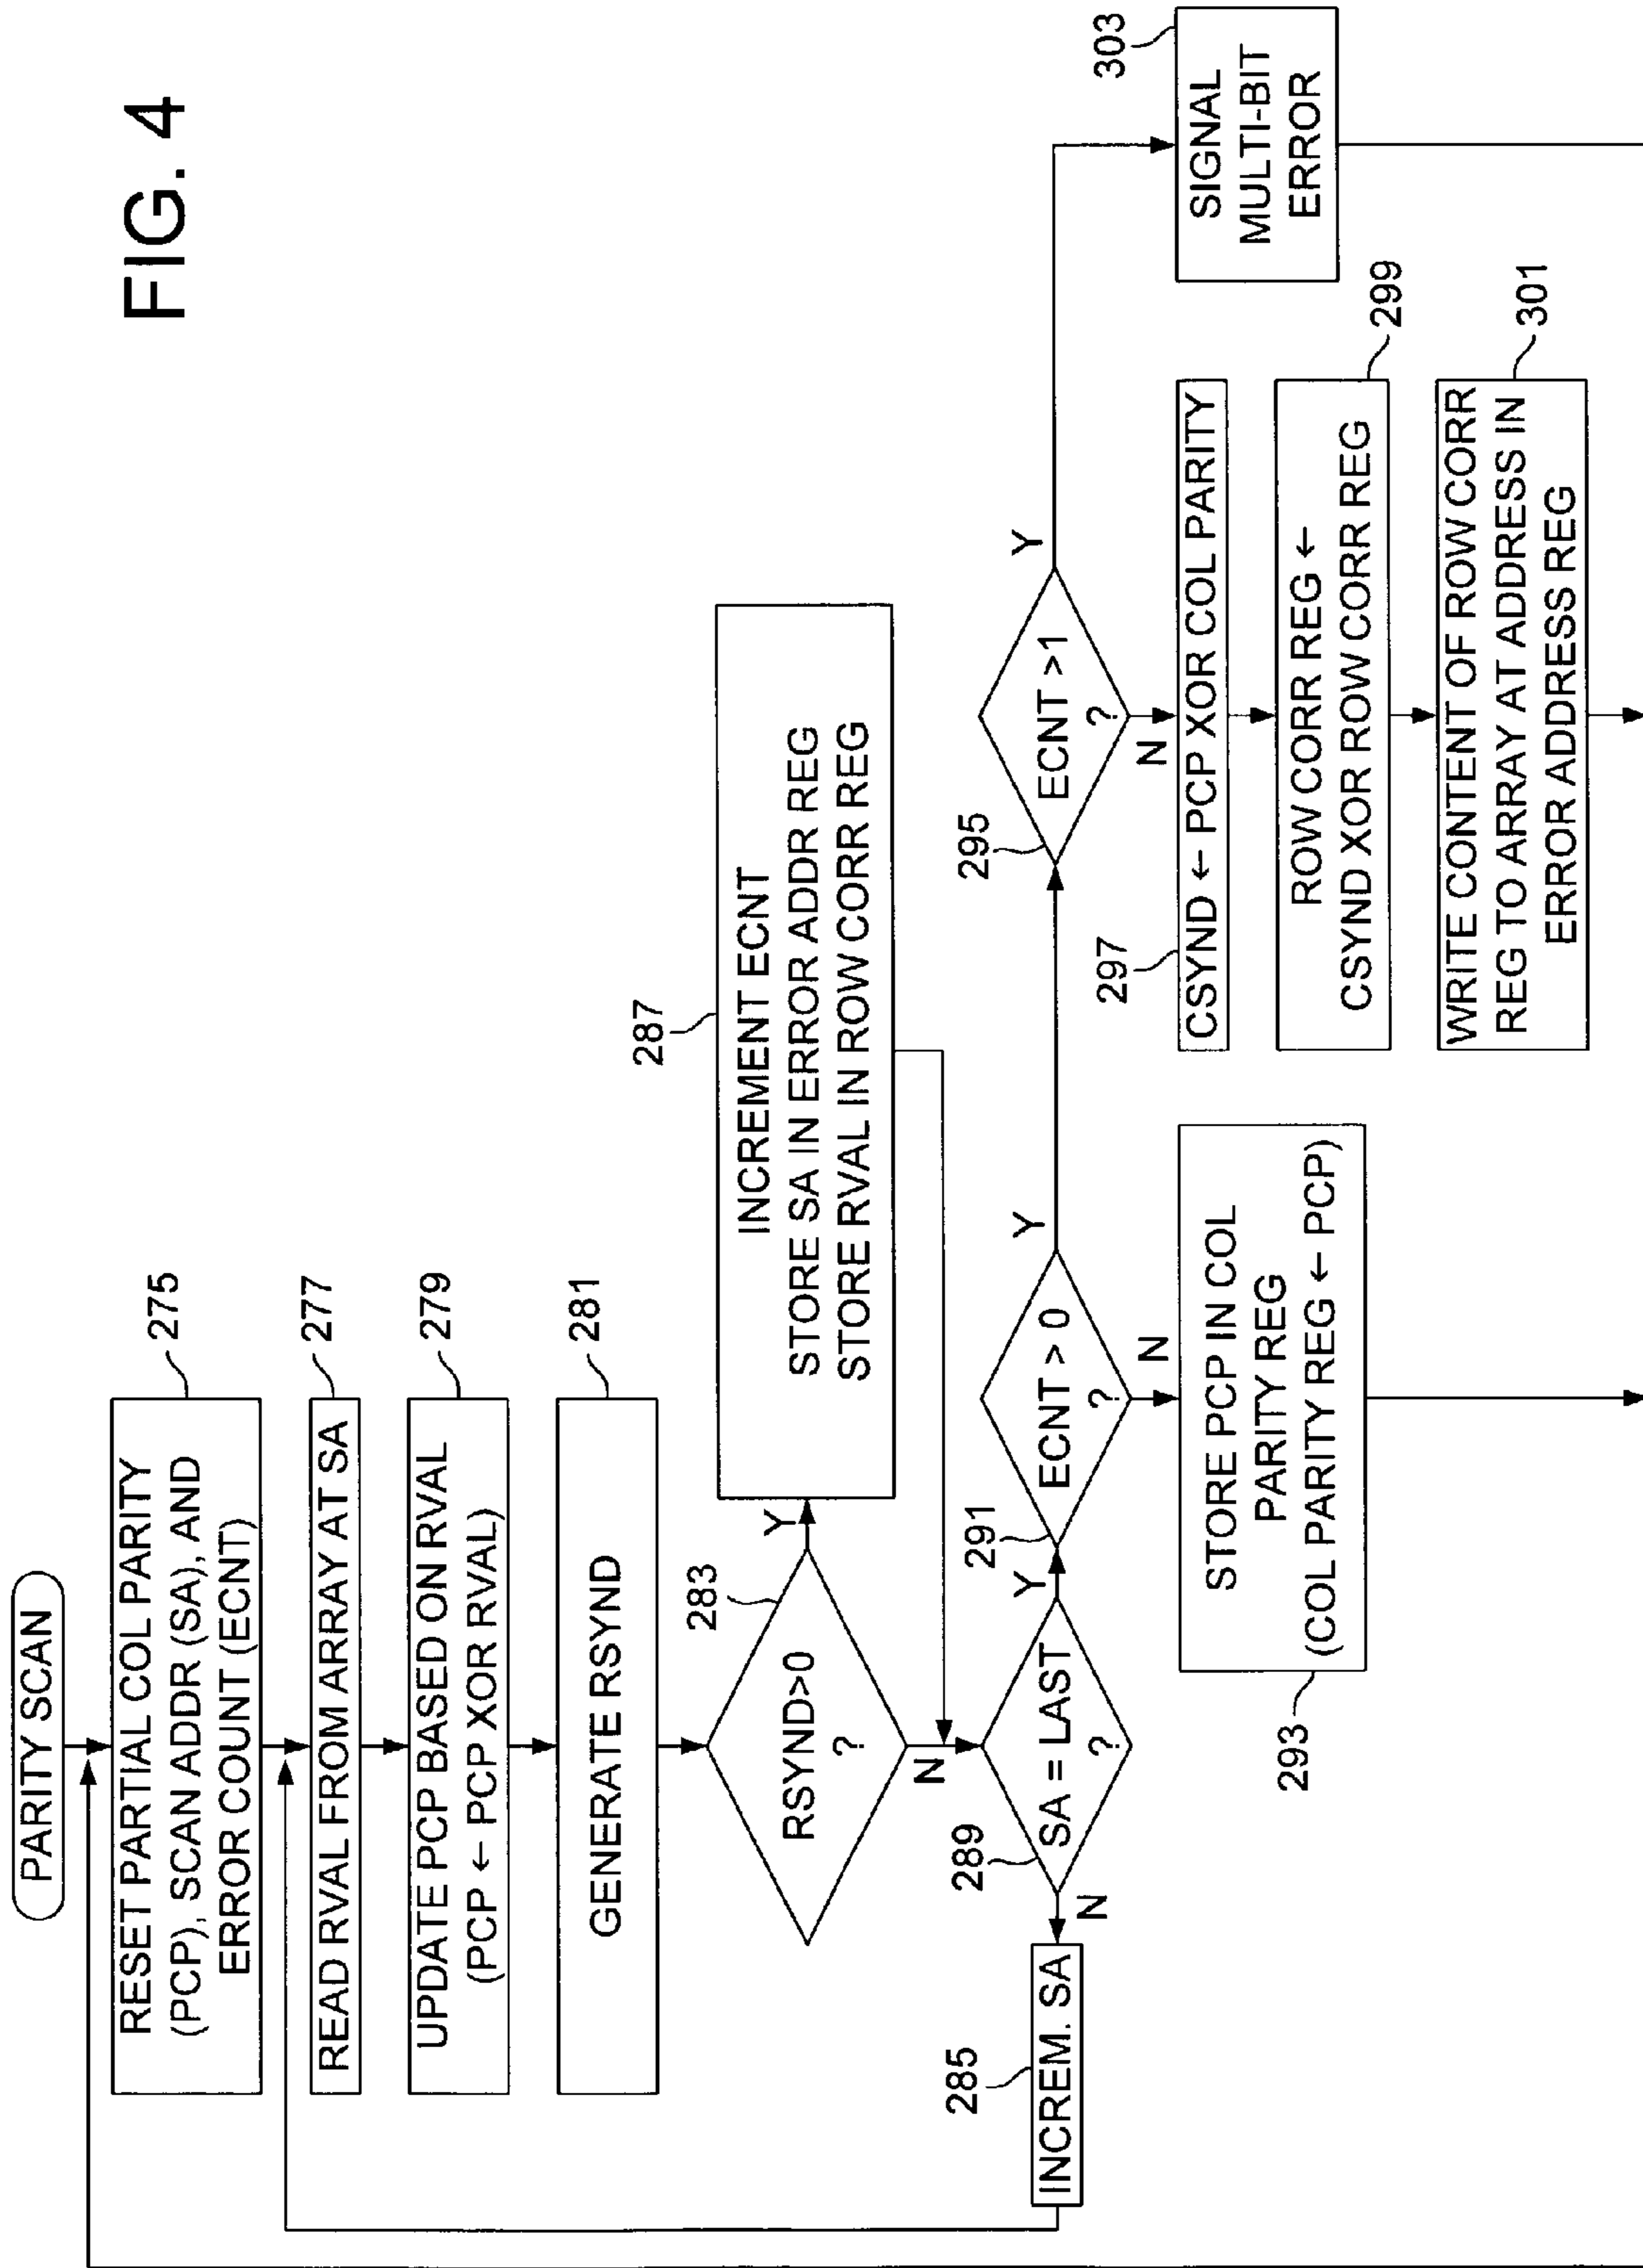 FIG. 4
PARITY SCAN
RESET PARTIAL COL PARITY
(PCP), SCAN ADDR (SA), AND
ERROR COUNT (ECNT)
275
READ RVAL FROM ARRAY AT SA
277
UPDATE PCP BASED ON RVAL
(PCP ← PCP XOR RVAL)
279
GENERATE RSYND
281
RSYND>0
?
283
Y
N
287
INCREMENT ECNT
STORE SA IN ERROR ADDR REG
STORE RVAL IN ROW CORR REG
285
INCREM. SA
289
SA = LAST
?
N
Y
291
ECNT > 0
?
Y
N
293
STORE PCP IN COL
PARITY REG
(COL PARITY REG ← PCP)
295
ECNT >1
?
Y
N
297
CSYND ← PCP XOR COL PARITY
ROW CORR REG ←
CSYND XOR ROW CORR REG
299
WRITE CONTENT OF ROW CORR
REG TO ARRAY AT ADDRESS IN
ERROR ADDRESS REG
301
303
SIGNAL
MULTI-BIT
ERROR